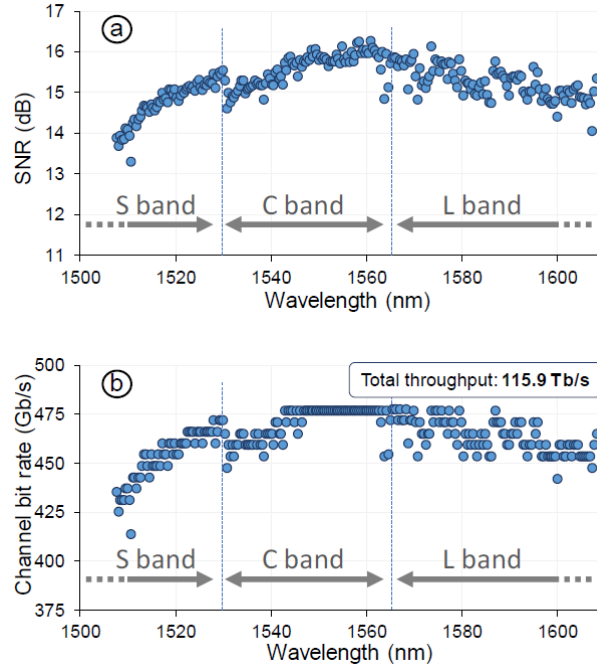 17
a
16
15
14
13
12
11
SNR (dB)
S band
C band
L band
1500
1520
1540
1560
1580
1600
Wavelength (nm)
500
b
Total throughput: 115.9 Tb/s
475
450
425
400
375
Channel bit rate (Gb/s)
S band
C band
L band
1500
1520
1540
1560
1580
1600
Wavelength (nm)